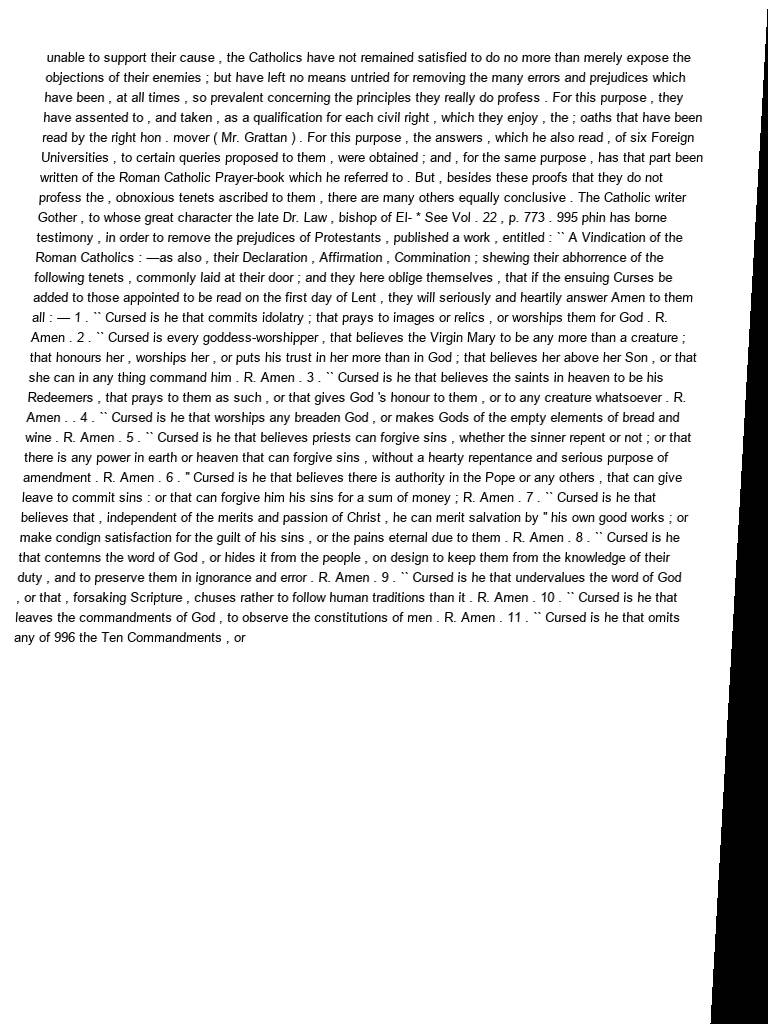 unable to support their cause , the Catholics have not remained satisfied to do no more than merely expose the
objections of their enemies ; but have left no means untried for removing the many errors and prejudices which
have been , at all times , so prevalent concerning the principles they really do profess . For this purpose , they
have assented to , and taken , as a qualification for each civil right , which they enjoy , the ; oaths that have been
read by the right hon . mover ( Mr. Grattan ) . For this purpose , the answers , which he also read , of six Foreign
Universities , to certain queries proposed to them , were obtained ; and , for the same purpose , has that part been
written of the Roman Catholic Prayer-book which he referred to . But , besides these proofs that they do not
profess the , obnoxious tenets ascribed to them , there are many others equally conclusive . The Catholic writer
Gother , to whose great character the late Dr. Law , bishop of El- * See Vol . 22 , p. 773 . 995 phin has borne
testimony , in order to remove the prejudices of Protestants , published a work , entitled : `` A Vindication of the
Roman Catholics : —as also , their Declaration , Affirmation , Commination ; shewing their abhorrence of the
following tenets , commonly laid at their door ; and they here oblige themselves , that if the ensuing Curses be
added to those appointed to be read on the first day of Lent , they will seriously and heartily answer Amen to them
all : — 1 . `` Cursed is he that commits idolatry ; that prays to images or relics , or worships them for God . R.
Amen . 2 . `` Cursed is every goddess-worshipper , that believes the Virgin Mary to be any more than a creature ;
that honours her , worships her , or puts his trust in her more than in God ; that believes her above her Son , or that
she can in any thing command him . R. Amen . 3 . `` Cursed is he that believes the saints in heaven to be his
Redeemers , that prays to them as such , or that gives God 's honour to them , or to any creature whatsoever . R.
Amen . . 4 . `` Cursed is he that worships any breaden God , or makes Gods of the empty elements of bread and
wine . R. Amen . 5 . `` Cursed is he that believes priests can forgive sins , whether the sinner repent or not ; or that
there is any power in earth or heaven that can forgive sins , without a hearty repentance and serious purpose of
amendment . R. Amen . 6 . " Cursed is he that believes there is authority in the Pope or any others , that can give
leave to commit sins : or that can forgive him his sins for a sum of money ; R. Amen . 7 . `` Cursed is he that
believes that , independent of the merits and passion of Christ , he can merit salvation by " his own good works ; or
make condign satisfaction for the guilt of his sins , or the pains eternal due to them . R. Amen . 8 . `` Cursed is he
that contemns the word of God , or hides it from the people , on design to keep them from the knowledge of their
duty , and to preserve them in ignorance and error . R. Amen . 9 . `` Cursed is he that undervalues the word of God
, or that , forsaking Scripture , chuses rather to follow human traditions than it . R. Amen . 10 . `` Cursed is he that
leaves the commandments of God , to observe the constitutions of men . R. Amen . 11 . `` Cursed is he that omits
any of 996 the Ten Commandments , or